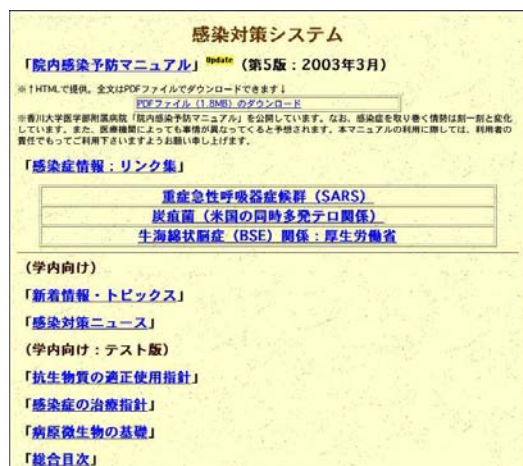 感染対策システム
「院内感染予防マニュアル」Update（第5版：2003年3月）
※↑HTMLで提供。全文はPDFファイルでダウンロードできます↓
PDFファイル（1.8MB）のダウンロード
※香川大学医学部附属病院「院内感染予防マニュアル」を公開しています。なお、感染症を取り巻く情勢は刻一刻と変化
しています。また、医療機関によっても事情が異なってくると予想されます。本マニュアルの利用に際しては、利用者の
責任でもってご利用下さいますようお願い申し上げます。
「感染症情報：リンク集」
重症急性呼吸器症候群（SARS）
炭疽菌（米国の同時多発テロ関係）
牛海綿状脳症（BSE）関係：厚生労働省
（学内向け）
「新着情報・トピックス」
「感染対策ニュース」
（学内向け：テスト版）
「抗生物質の適正使用指針」
「感染症の治療指針」
「病原微生物の基礎」
「総合目次」